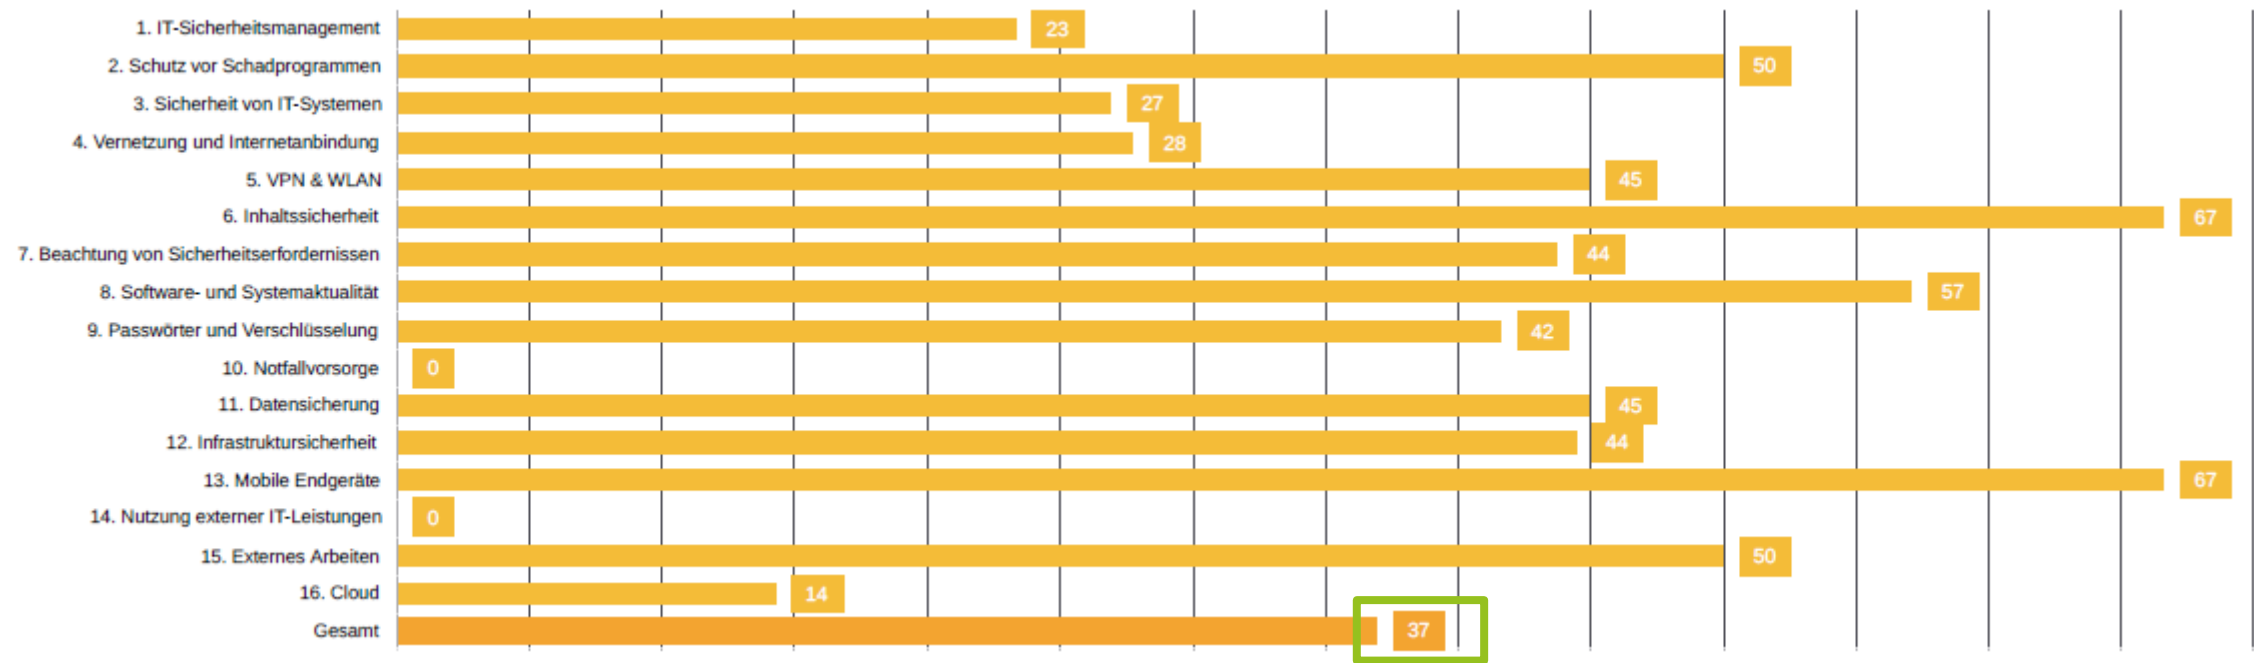 1. IT-Sicherheitsmanagement 23
2. Schutz vor Schadprogrammen 50
3. Sicherheit von IT-Systemen 27
4. Vernetzung und Internetanbindung 28
5. VPN & WLAN 45
6. Inhaltssicherheit 67
7. Beachtung von Sicherheitserfordernissen 44
8. Software- und Systemaktualität 57
9. Passwörter und Verschlüsselung 42
10. Notfallvorsorge 0
11. Datensicherung 45
12. Infrastruktursicherheit 44
13. Mobile Endgeräte 67
14. Nutzung externer IT-Leistungen 0
15. Externes Arbeiten 50
16. Cloud 14
Gesamt 37